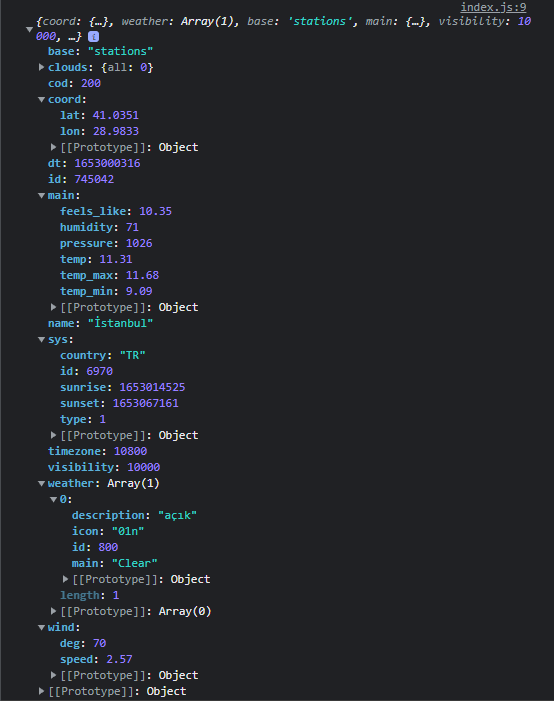 index.js:9
{coord: {…}, weather: Array(1), base: 'stations', main: {…}, visibility: 10
000, …} i
base: "stations"
clouds: {all: 0}
cod: 200
coord:
lat: 41.0351
lon: 28.9833
[[Prototype]]: Object
dt: 1653000316
id: 745042
main:
feels_like: 10.35
humidity: 71
pressure: 1026
temp: 11.31
temp_max: 11.68
temp_min: 9.09
[[Prototype]]: Object
name: "İstanbul"
sys:
country: "TR"
id: 6970
sunrise: 1653014525
sunset: 1653067161
type: 1
[[Prototype]]: Object
timezone: 10800
visibility: 10000
weather: Array(1)
0:
description: "açık"
icon: "01n"
id: 800
main: "Clear"
[[Prototype]]: Object
length: 1
[[Prototype]]: Array(0)
wind:
deg: 70
speed: 2.57
[[Prototype]]: Object
[[Prototype]]: Object